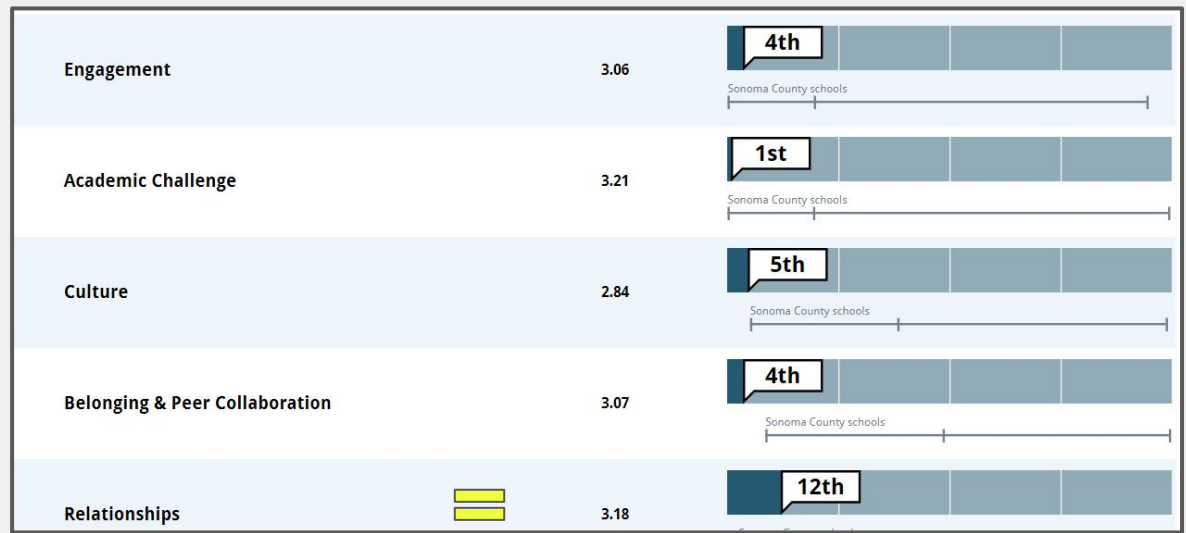 Engagement 3.06 4th
Sonoma County schools
Academic Challenge 3.21 1st
Sonoma County schools
Culture 2.84 5th
Sonoma County schools
Belonging & Peer Collaboration 3.07 4th
Sonoma County schools
Relationships 3.18 12th